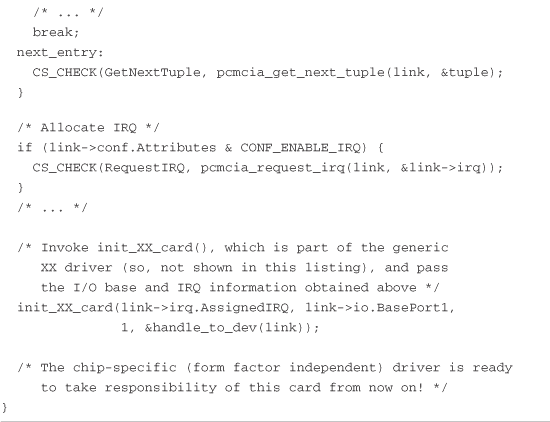 /* ... */
break;
next_entry:
CS_CHECK(GetNextTuple, pcmcia_get_next_tuple(link, &tuple);
}
/* Allocate IRQ */
if (link->conf.Attributes & CONF_ENABLE_IRQ) {
CS_CHECK(RequestIRQ, pcmcia_request_irq(link, &link->irq));
}
/* ... */
/* Invoke init_XX_card(), which is part of the generic
XX driver (so, not shown in this listing), and pass
the I/O base and IRQ information obtained above */
init_XX_card(link->irq.AssignedIRQ, link->io.BasePort1,
1, &handle_to_dev(link));
/* The chip-specific (form factor independent) driver is ready
to take responsibility of this card from now on! */
}